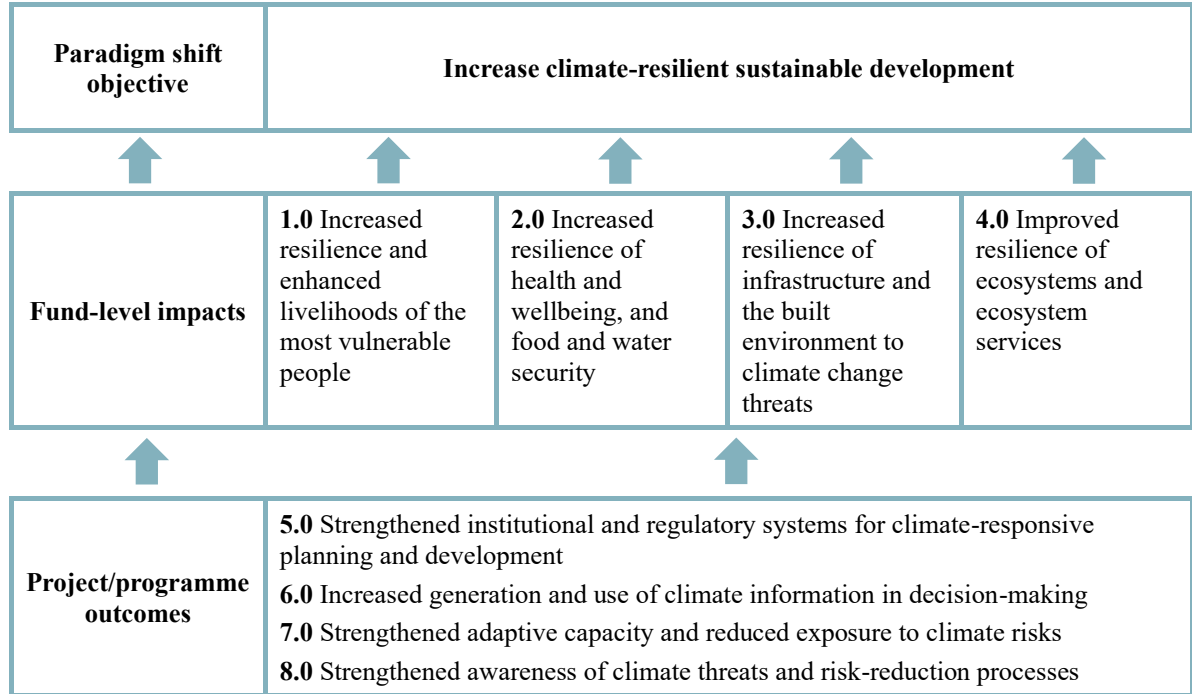 Paradigm shift
objective
Increase climate-resilient sustainable development
Fund-level impacts
1.0 Increased
resilience and
enhanced
livelihoods of the
most vulnerable
people
2.0 Increased
resilience of
health and
wellbeing, and
food and water
security
3.0 Increased
resilience of
infrastructure and
the built
environment to
climate change
threats
4.0 Improved
resilience of
ecosystems and
ecosystem
services
Project/programme
outcomes
5.0 Strengthened institutional and regulatory systems for climate-responsive
planning and development
6.0 Increased generation and use of climate information in decision-making
7.0 Strengthened adaptive capacity and reduced exposure to climate risks
8.0 Strengthened awareness of climate threats and risk-reduction processes